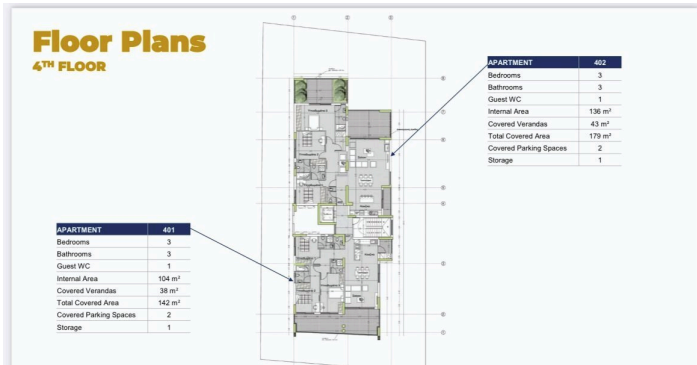 Floor Plans
4TH FLOOR
APARTMENT 402
Bedrooms 3
Bathrooms 3
Guest WC 1
Internal Area 136 m²
Covered Verandas 43 m²
Total Covered Area 179 m²
Covered Parking Spaces 2
Storage 1
APARTMENT 401
Bedrooms 3
Bathrooms 3
Guest WC 1
Internal Area 104 m²
Covered Verandas 38 m²
Total Covered Area 142 m²
Covered Parking Spaces 2
Storage 1